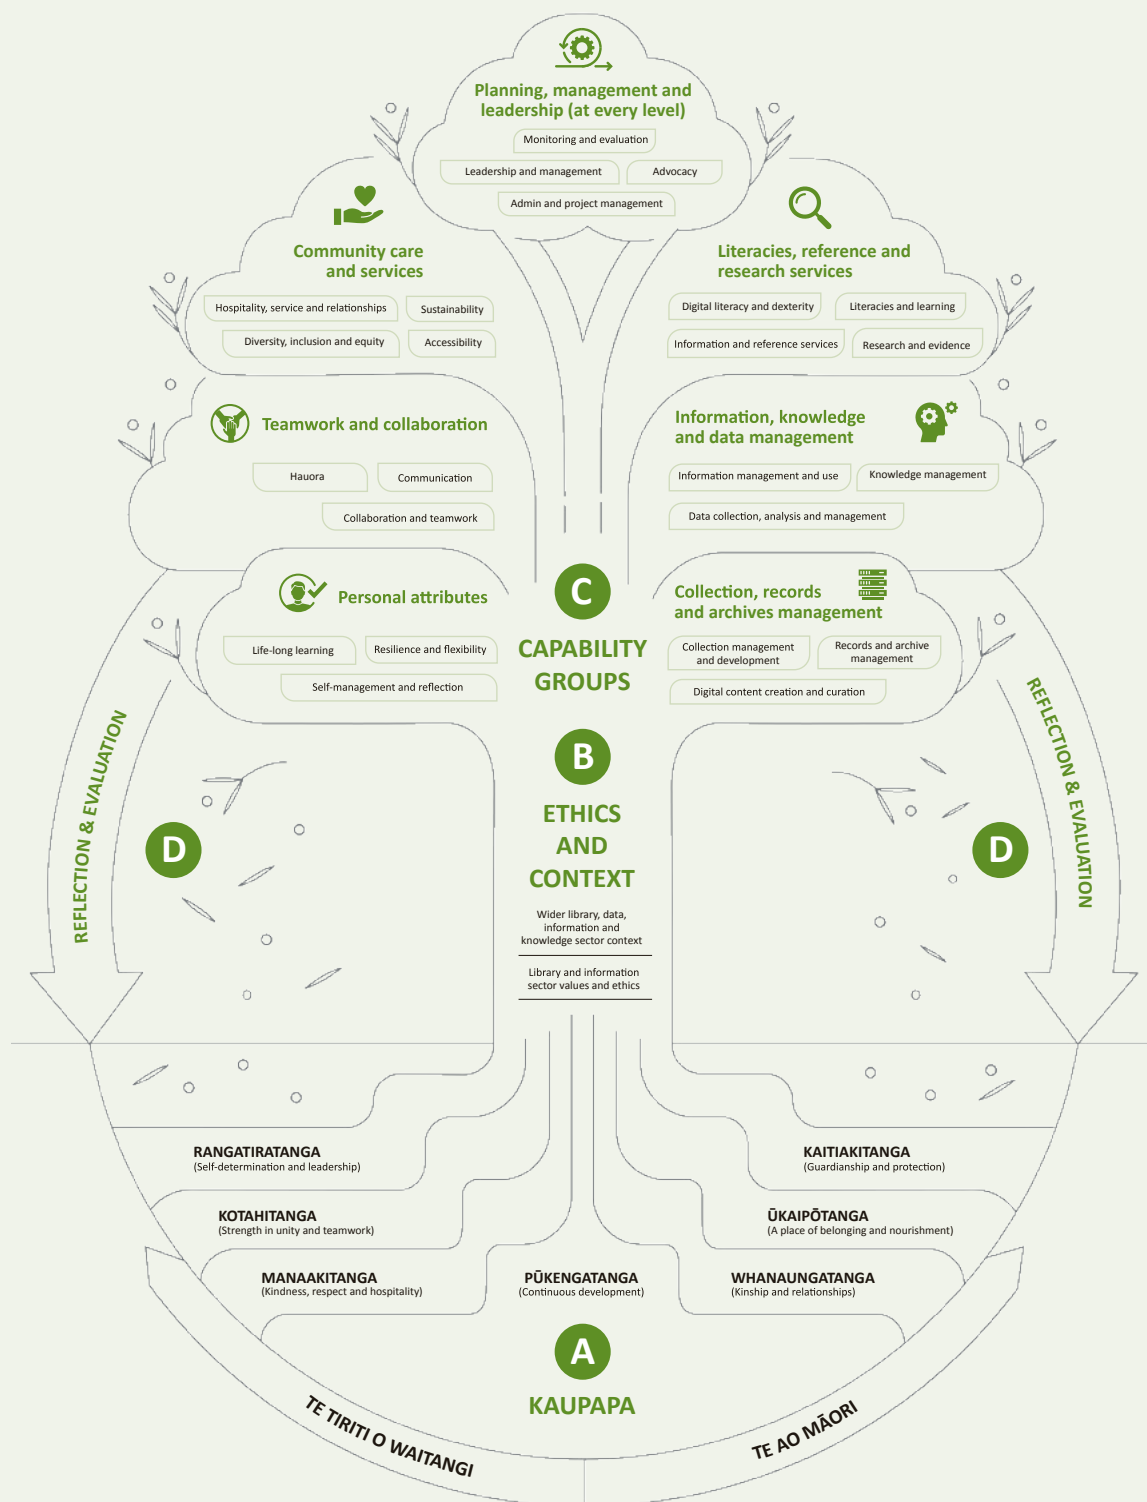 Planning, management and
leadership (at every level)
Monitoring and evaluation
Leadership and management
Advocacy
Admin and project management
Community care
and services
Hospitality, service and relationships
Sustainability
Diversity, inclusion and equity
Accessibility
Literacies, reference and
research services
Digital literacy and dexterity
Literacies and learning
Information and reference services
Research and evidence
Teamwork and collaboration
Hauora
Communication
Collaboration and teamwork
Information, knowledge
and data management
Information management and use
Knowledge management
Data collection, analysis and management
Personal attributes
Life-long learning
Resilience and flexibility
Self-management and reflection
Collection, records
and archives management
Collection management
and development
Records and archive
management
Digital content creation and curation
C
CAPABILITY
GROUPS
B
ETHICS
AND
CONTEXT
Wider library, data,
information and
knowledge sector context
Library and information
sector values and ethics
REFLECTION & EVALUATION
D
REFLECTION & EVALUATION
D
RANGATIRATANGA
(Self-determination and leadership)
KAITIAKITANGA
(Guardianship and protection)
KOTAHITANGA
(Strength in unity and teamwork)
ŪKAIPŌTANGA
(A place of belonging and nourishment)
MANAAKITANGA
(Kindness, respect and hospitality)
PŪKENGATANGA
(Continuous development)
WHANAUNGATANGA
(Kinship and relationships)
A
KAUPAPA
TE TIRITI O WAITANGI
TE AO MĀORI